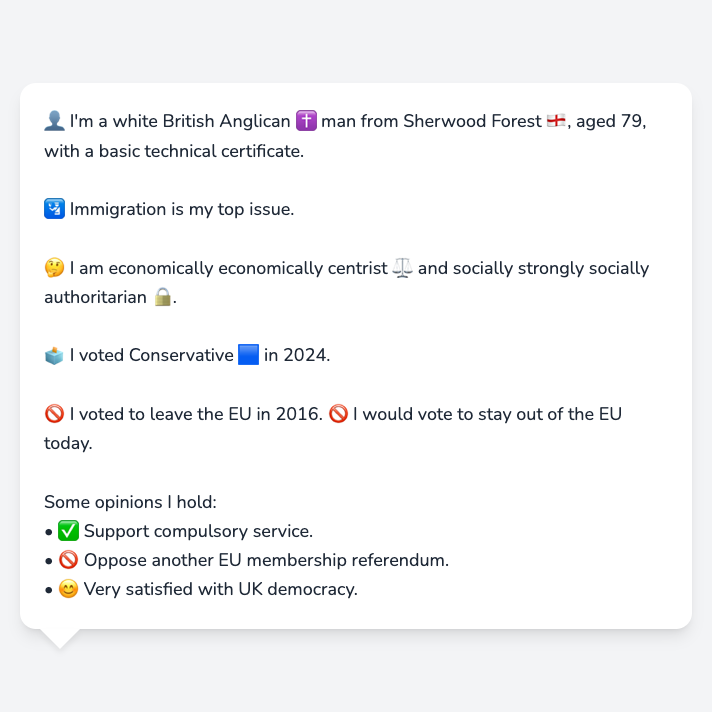 👤 I'm a white British Anglican ✝️ man from Sherwood Forest 🏴󠁧󠁢󠁥󠁮󠁧󠁿, aged 79,
with a basic technical certificate.
🛂 Immigration is my top issue.
🤔 I am economically economically centrist ⚖️ and socially strongly socially
authoritarian 🔒.
🗳️ I voted Conservative 🟦 in 2024.
🚫 I voted to leave the EU in 2016. 🚫 I would vote to stay out of the EU
today.
Some opinions I hold:
• ✅ Support compulsory service.
• 🚫 Oppose another EU membership referendum.
• 😊 Very satisfied with UK democracy.